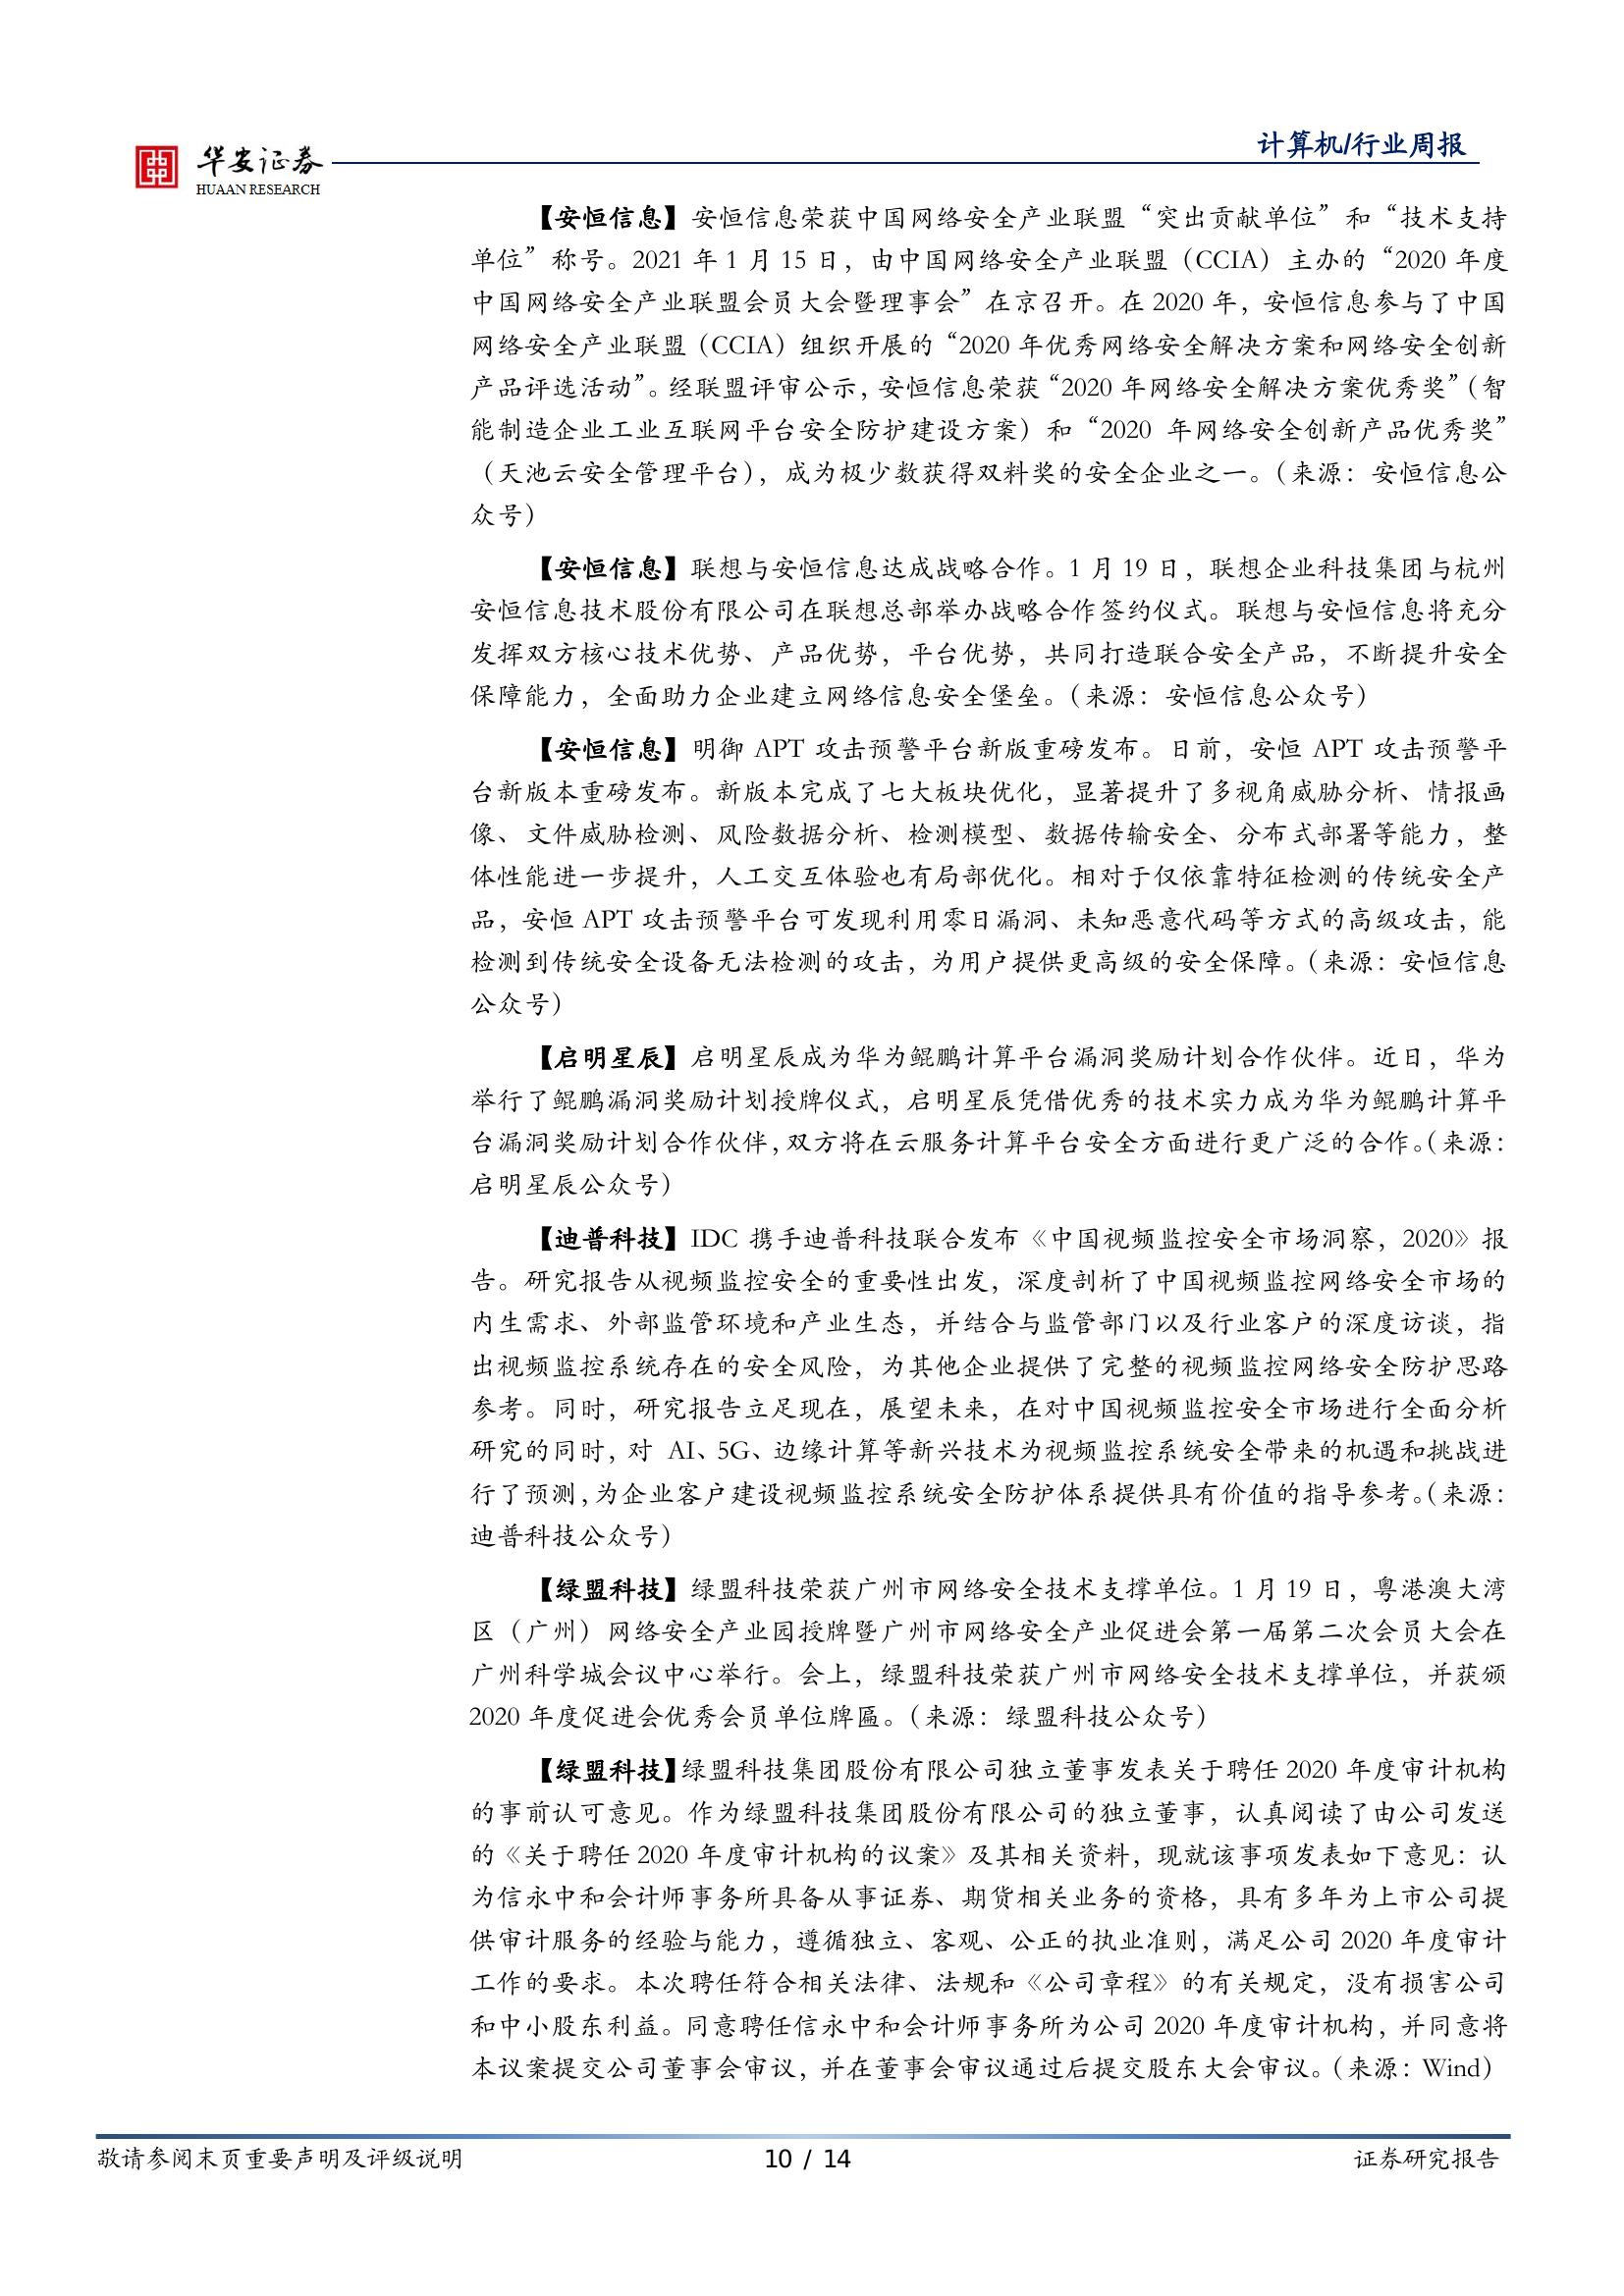 华安证券
HUAAN RESEARCH
计算机/行业周报
【安恒信息】安恒信息荣获中国网络安全产业联盟“突出贡献单位”和“技术支持
单位”称号。2021 年 1 月 15 日，由中国网络安全产业联盟（CCIA）主办的“2020 年度
中国网络安全产业联盟会员大会暨理事会”在京召开。在 2020 年，安恒信息参与了中国
网络安全产业联盟（CCIA）组织开展的“2020 年优秀网络安全解决方案和网络安全创新
产品评选活动”。经联盟评审公示，安恒信息荣获“2020 年网络安全解决方案优秀奖”（智
能制造企业工业互联网平台安全防护建设方案）和“2020 年网络安全创新产品优秀奖”
（天池云安全管理平台），成为极少数获得双料奖的安全企业之一。（来源：安恒信息公
众号）
【安恒信息】联想与安恒信息达成战略合作。1 月 19 日，联想企业科技集团与杭州
安恒信息技术股份有限公司在联想总部举办战略合作签约仪式。联想与安恒信息将充分
发挥双方核心技术优势、产品优势，平台优势，共同打造联合安全产品，不断提升安全
保障能力，全面助力企业建立网络信息安全堡垒。（来源：安恒信息公众号）
【安恒信息】明御 APT 攻击预警平台新版重磅发布。日前，安恒 APT 攻击预警平
台新版本重磅发布。新版本完成了七大板块优化，显著提升了多视角威胁分析、情报画
像、文件威胁检测、风险数据分析、检测模型、数据传输安全、分布式部署等能力，整
体性能进一步提升，人工交互体验也有局部优化。相对于仅依靠特征检测的传统安全产
品，安恒 APT 攻击预警平台可发现利用零日漏洞、未知恶意代码等方式的高级攻击，能
检测到传统安全设备无法检测的攻击，为用户提供更高级的安全保障。（来源：安恒信息
公众号）
【启明星辰】启明星辰成为华为鲲鹏计算平台漏洞奖励计划合作伙伴。近日，华为
举行了鲲鹏漏洞奖励计划授牌仪式，启明星辰凭借优秀的技术实力成为华为鲲鹏计算平
台漏洞奖励计划合作伙伴，双方将在云服务计算平台安全方面进行更广泛的合作。（来源：
启明星辰公众号）
【迪普科技】IDC 携手迪普科技联合发布《中国视频监控安全市场洞察，2020》报
告。研究报告从视频监控安全的重要性出发，深度剖析了中国视频监控网络安全市场的
内生需求、外部监管环境和产业生态，并结合与监管部门以及行业客户的深度访谈，指
出视频监控系统存在的安全风险，为其他企业提供了完整的视频监控网络安全防护思路
参考。同时，研究报告立足现在，展望未来，在对中国视频监控安全市场进行全面分析
研究的同时，对 AI、5G、边缘计算等新兴技术为视频监控系统安全带来的机遇和挑战进
行了预测，为企业客户建设视频监控系统安全防护体系提供具有价值的指导参考。（来源：
迪普科技公众号）
【绿盟科技】绿盟科技荣获广州市网络安全技术支撑单位。1 月 19 日，粤港澳大湾
区（广州）网络安全产业园授牌暨广州市网络安全产业促进会第一届第二次会员大会在
广州科学城会议中心举行。会上，绿盟科技荣获广州市网络安全技术支撑单位，并获颁
2020 年度促进会优秀会员单位牌匾。（来源：绿盟科技公众号）
【绿盟科技】绿盟科技集团股份有限公司独立董事发表关于聘任 2020 年度审计机构
的事前认可意见。作为绿盟科技集团股份有限公司的独立董事，认真阅读了由公司发送
的《关于聘任 2020 年度审计机构的议案》及其相关资料，现就该事项发表如下意见：认
为信永中和会计师事务所具备从事证券、期货相关业务的资格，具有多年为上市公司提
供审计服务的经验与能力，遵循独立、客观、公正的执业准则，满足公司 2020 年度审计
工作的要求。本次聘任符合相关法律、法规和《公司章程》的有关规定，没有损害公司
和中小股东利益。同意聘任信永中和会计师事务所为公司 2020 年度审计机构，并同意将
本议案提交公司董事会审议，并在董事会审议通过后提交股东大会审议。（来源：Wind）
敬请参阅末页重要声明及评级说明
10 / 14
证券研究报告